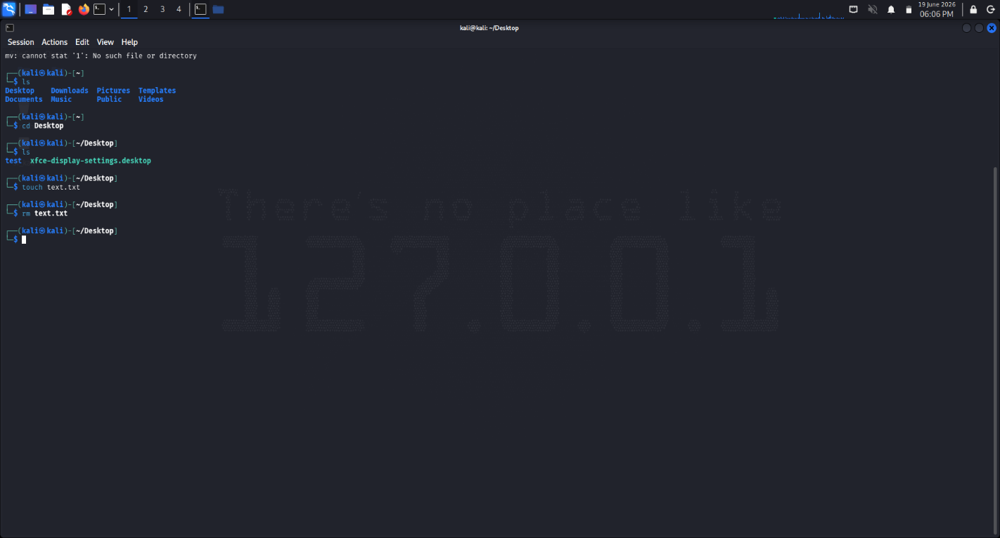 1 2 3 4
19 June 2026
06:06 PM
kali@kali: ~/Desktop
Session Actions Edit View Help
mv: cannot stat '1': No such file or directory
┌──(kali㉿kali)-[~]
└─$ ls
Desktop Downloads Pictures Templates
Documents Music Public Videos
┌──(kali㉿kali)-[~]
└─$ cd Desktop
┌──(kali㉿kali)-[~/Desktop]
└─$ ls
test xfce-display-settings.desktop
┌──(kali㉿kali)-[~/Desktop]
└─$ touch text.txt
┌──(kali㉿kali)-[~/Desktop]
└─$ rm text.txt
┌──(kali㉿kali)-[~/Desktop]
└─$
There's no place like
127.0.0.1